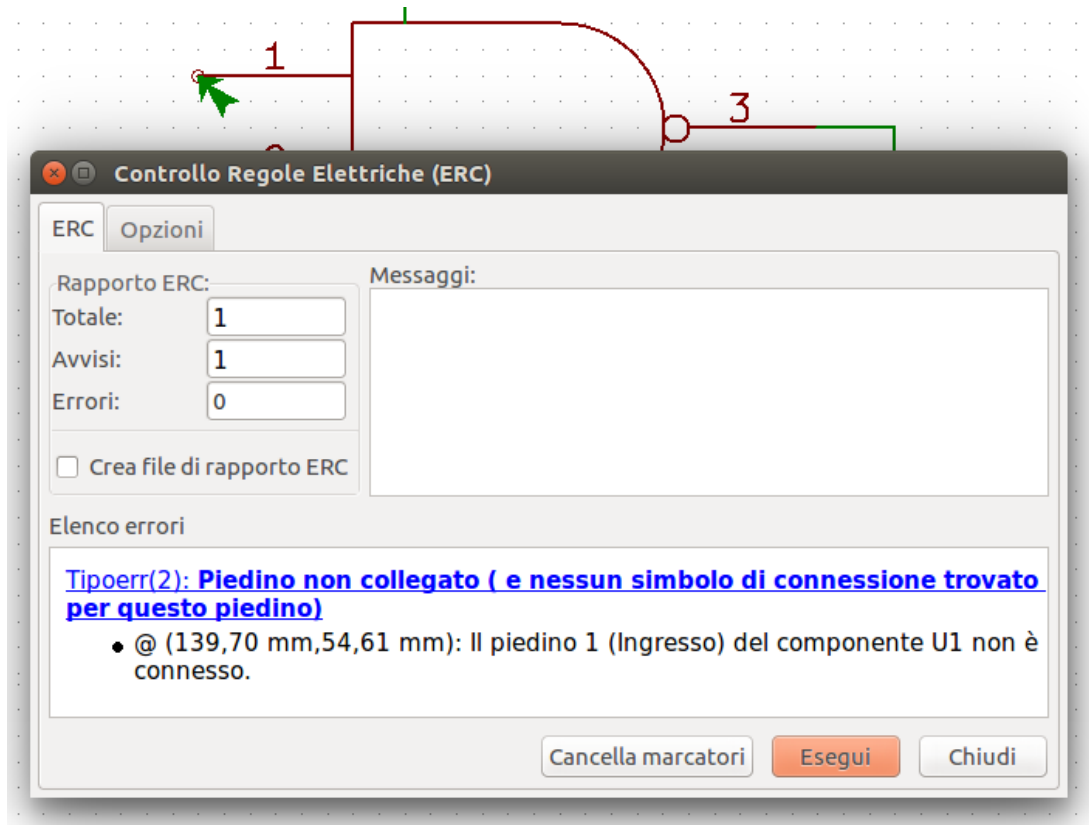 1
3
Controllo Regole Elettriche (ERC)
ERC Opzioni
Rapporto ERC:
Messaggi:
Totale: 1
Avvisi: 1
Errori: 0
Crea file di rapporto ERC
Elenco errori
Tipoerr(2): Piedino non collegato ( e nessun simbolo di connessione trovato
per questo piedino)
@ (139,70 mm,54,61 mm): Il piedino 1 (Ingresso) del componente U1 non è
connesso.
Cancella marcatori Esegui Chiudi